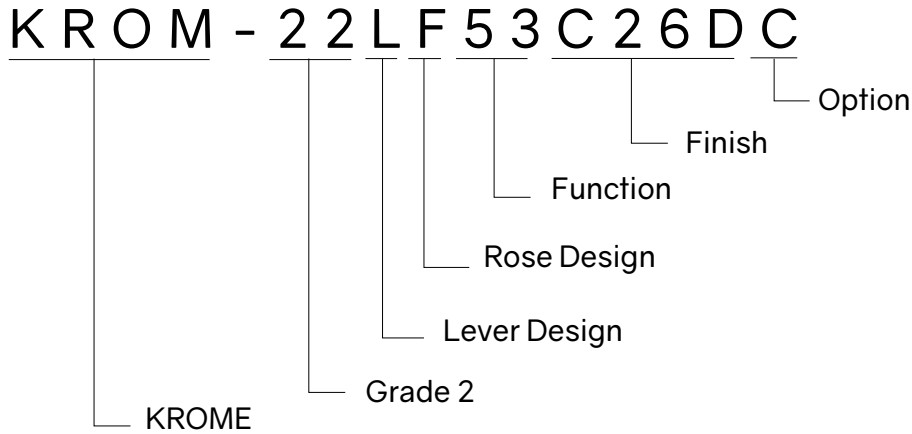 KROM-22LF53C26DC
Option
Finish
Function
Rose Design
Lever Design
Grade 2
KROME